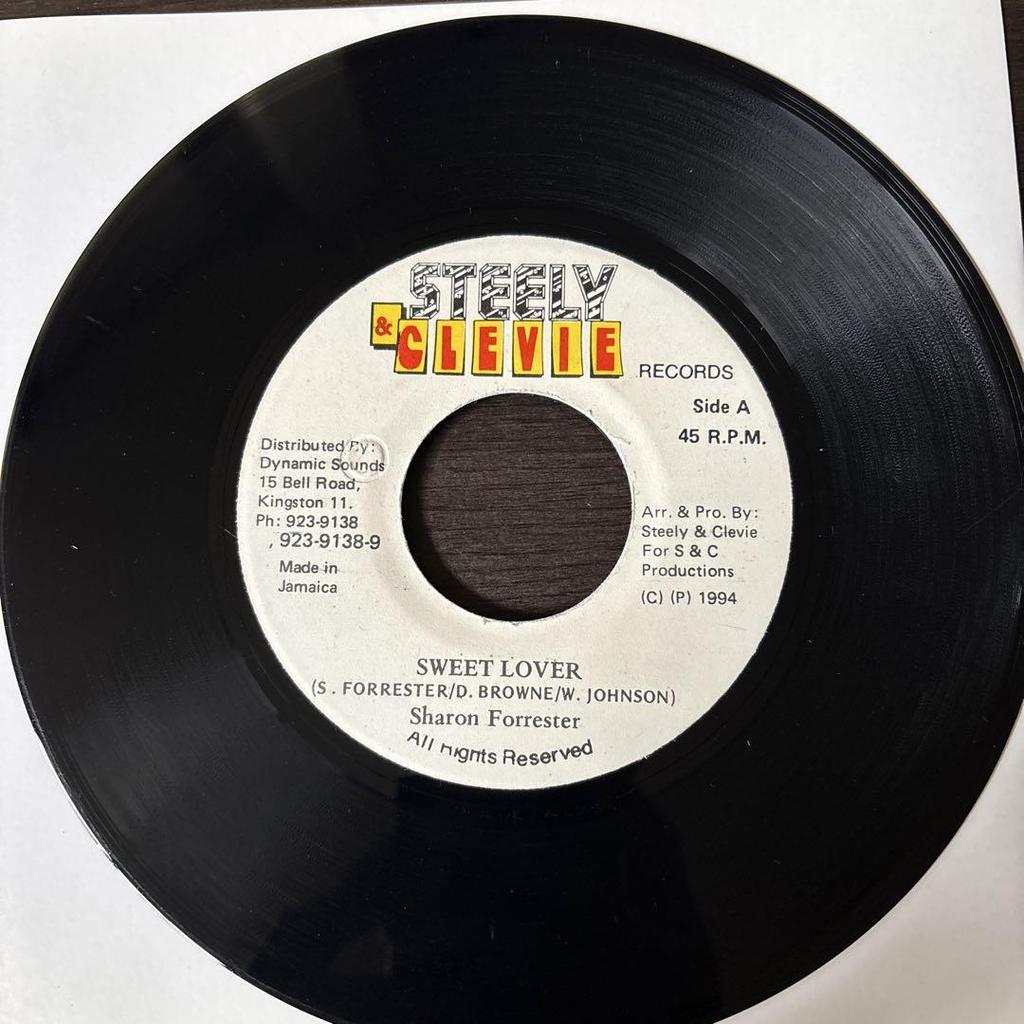 STEELY
& CLEVIE
RECORDS
Side A
45 R.P.M.
Distributed By:
Dynamic Sounds
15 Bell Road,
Kingston 11.
Ph: 923-9138
, 923-9138-9
Made in
Jamaica
Arr. & Pro. By:
Steely & Clevie
For S & C
Productions
(C) (P) 1994
SWEET LOVER
(S. FORRESTER/D. BROWNE/W. JOHNSON)
Sharon Forrester
All Rights Reserved